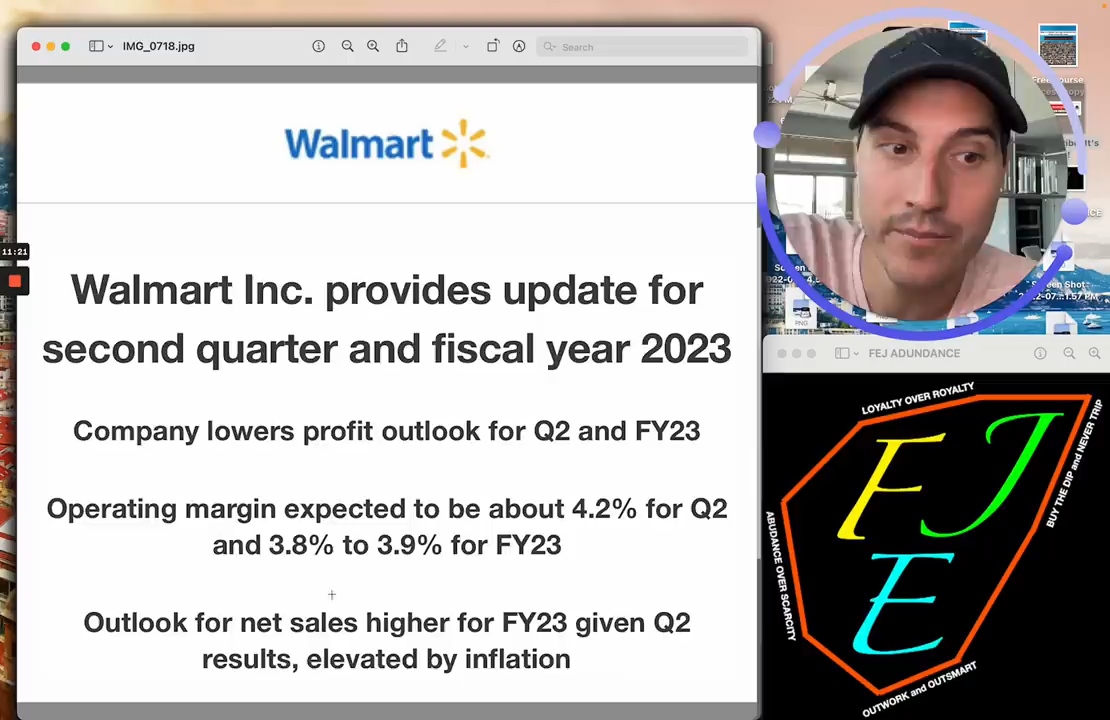 IMG_0718.jpg
Search
Walmart
Walmart Inc. provides update for
second quarter and fiscal year 2023
Company lowers profit outlook for Q2 and FY23
Operating margin expected to be about 4.2% for Q2
and 3.8% to 3.9% for FY23
Outlook for net sales higher for FY23 given Q2
results, elevated by inflation
11:21
FEJ ADUNDANCE
LOYALTY OVER ROYALTY
BUY THE DIP and NEVER TRIP
ABUDANCE OVER SCARCITY
OUTWORK and OUTSMART
F J
E
Screen
PNG